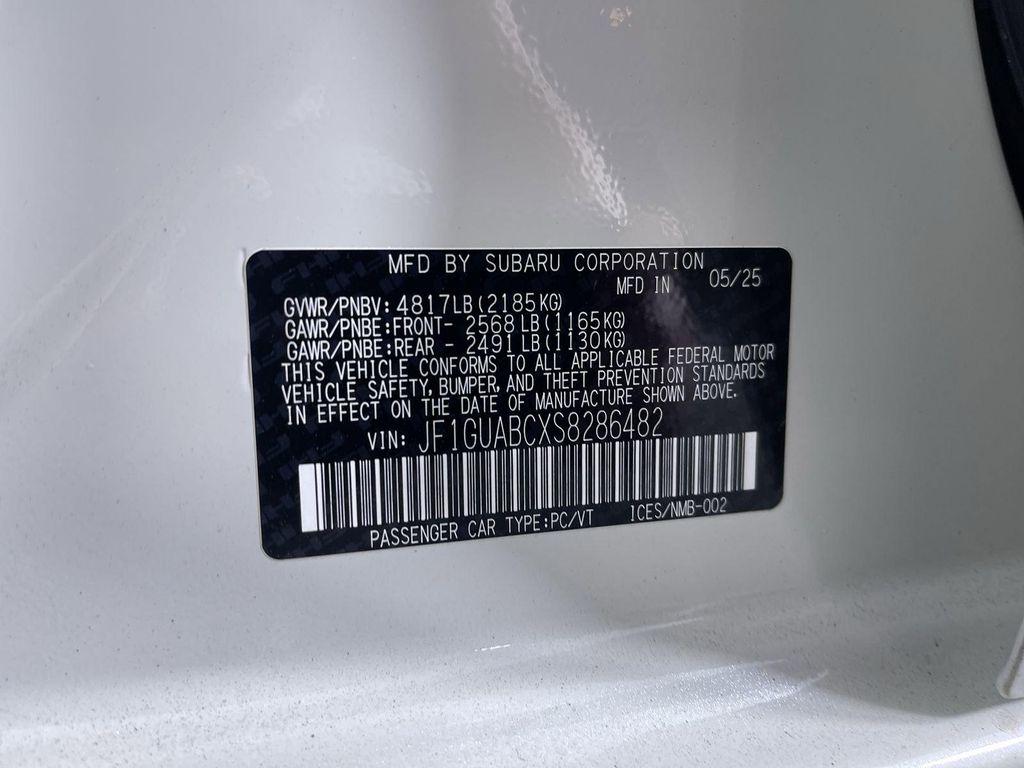 MFD BY SUBARU CORPORATION
MFD IN 05/25
GVWR/PNBV: 4817LB(2185KG)
GAWR/PNBE:FRONT- 2568 LB(1165KG)
GAWR/PNBE:REAR - 2491 LB(1130KG)
THIS VEHICLE CONFORMS TO ALL APPLICABLE FEDERAL MOTOR
VEHICLE SAFETY, BUMPER, AND THEFT PREVENTION STANDARDS
IN EFFECT ON THE DATE OF MANUFACTURE SHOWN ABOVE.
VIN: JF1GUABCXS8286482
PASSENGER CAR TYPE:PC/VT ICES/NMB-002